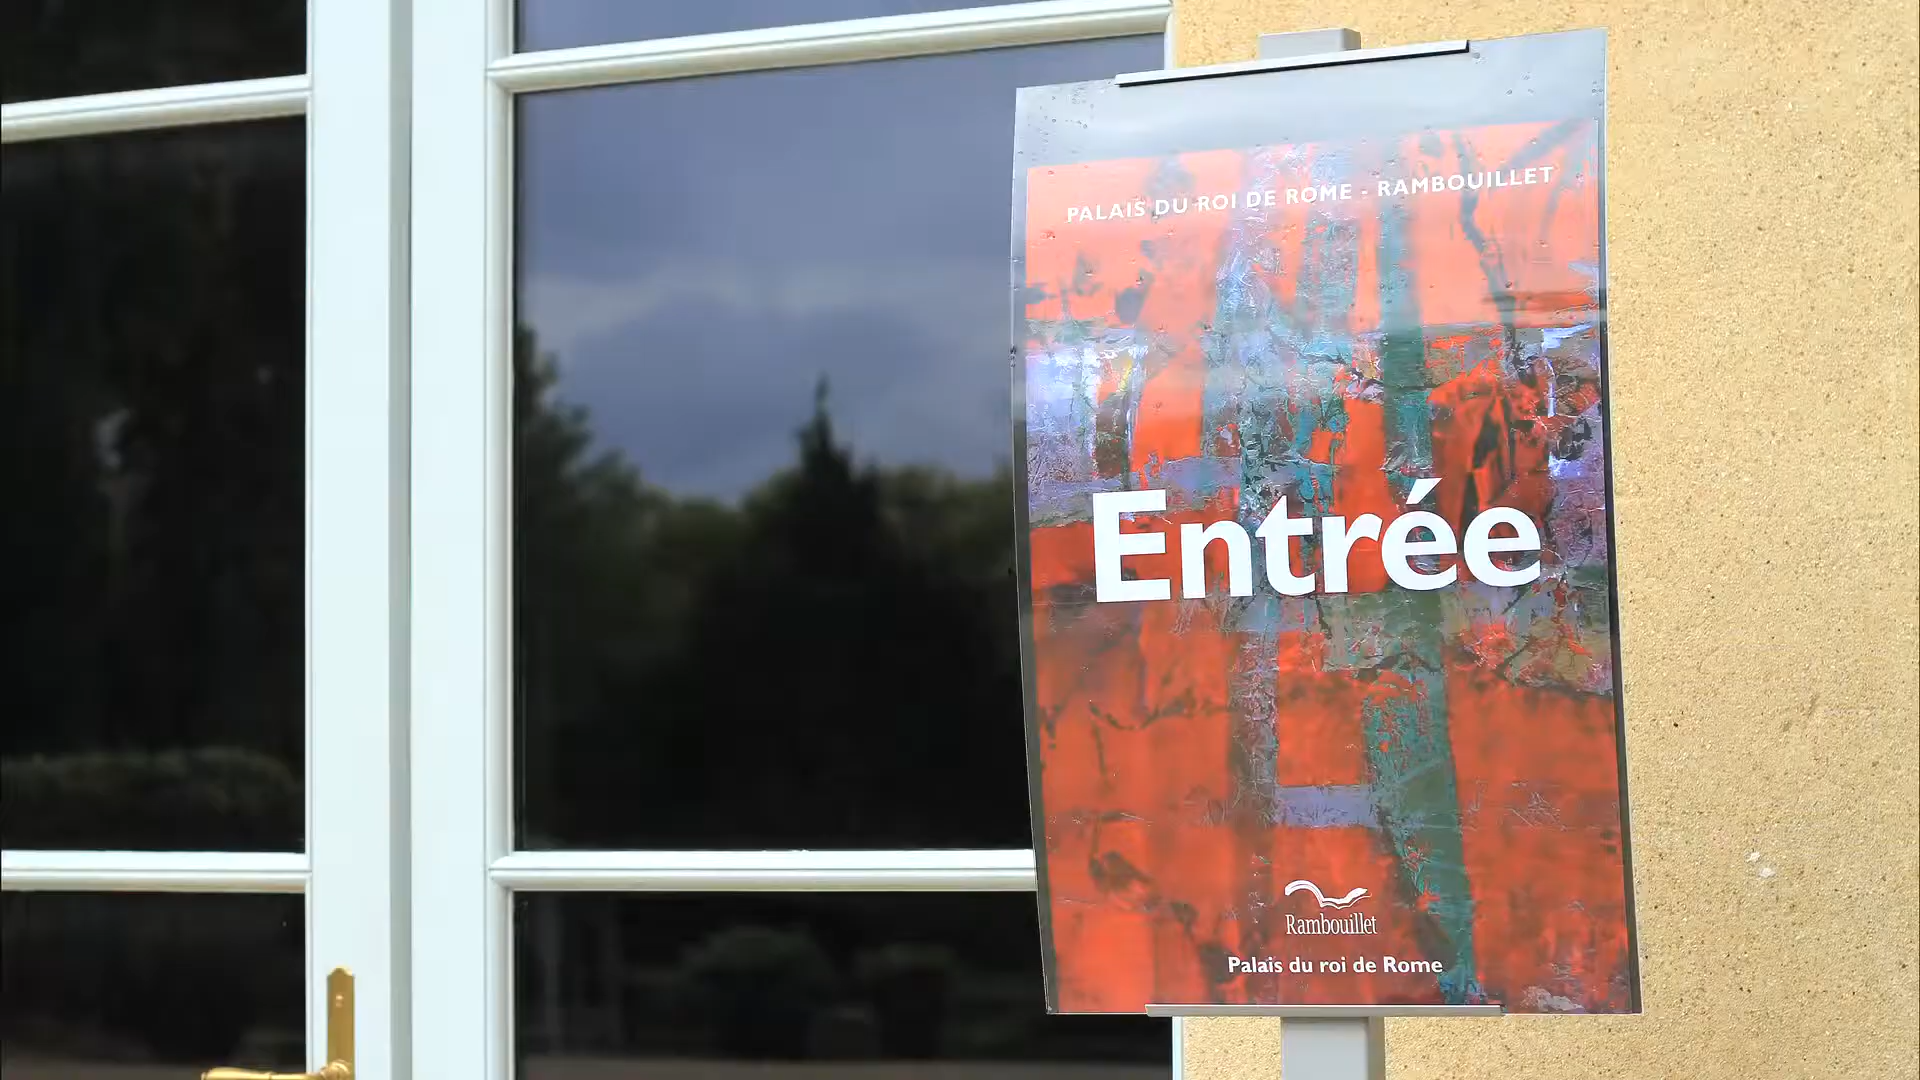 PALAIS DU ROI DE ROME - RAMBOUILLET
Entrée
Rambouillet
Palais du roi de Rome